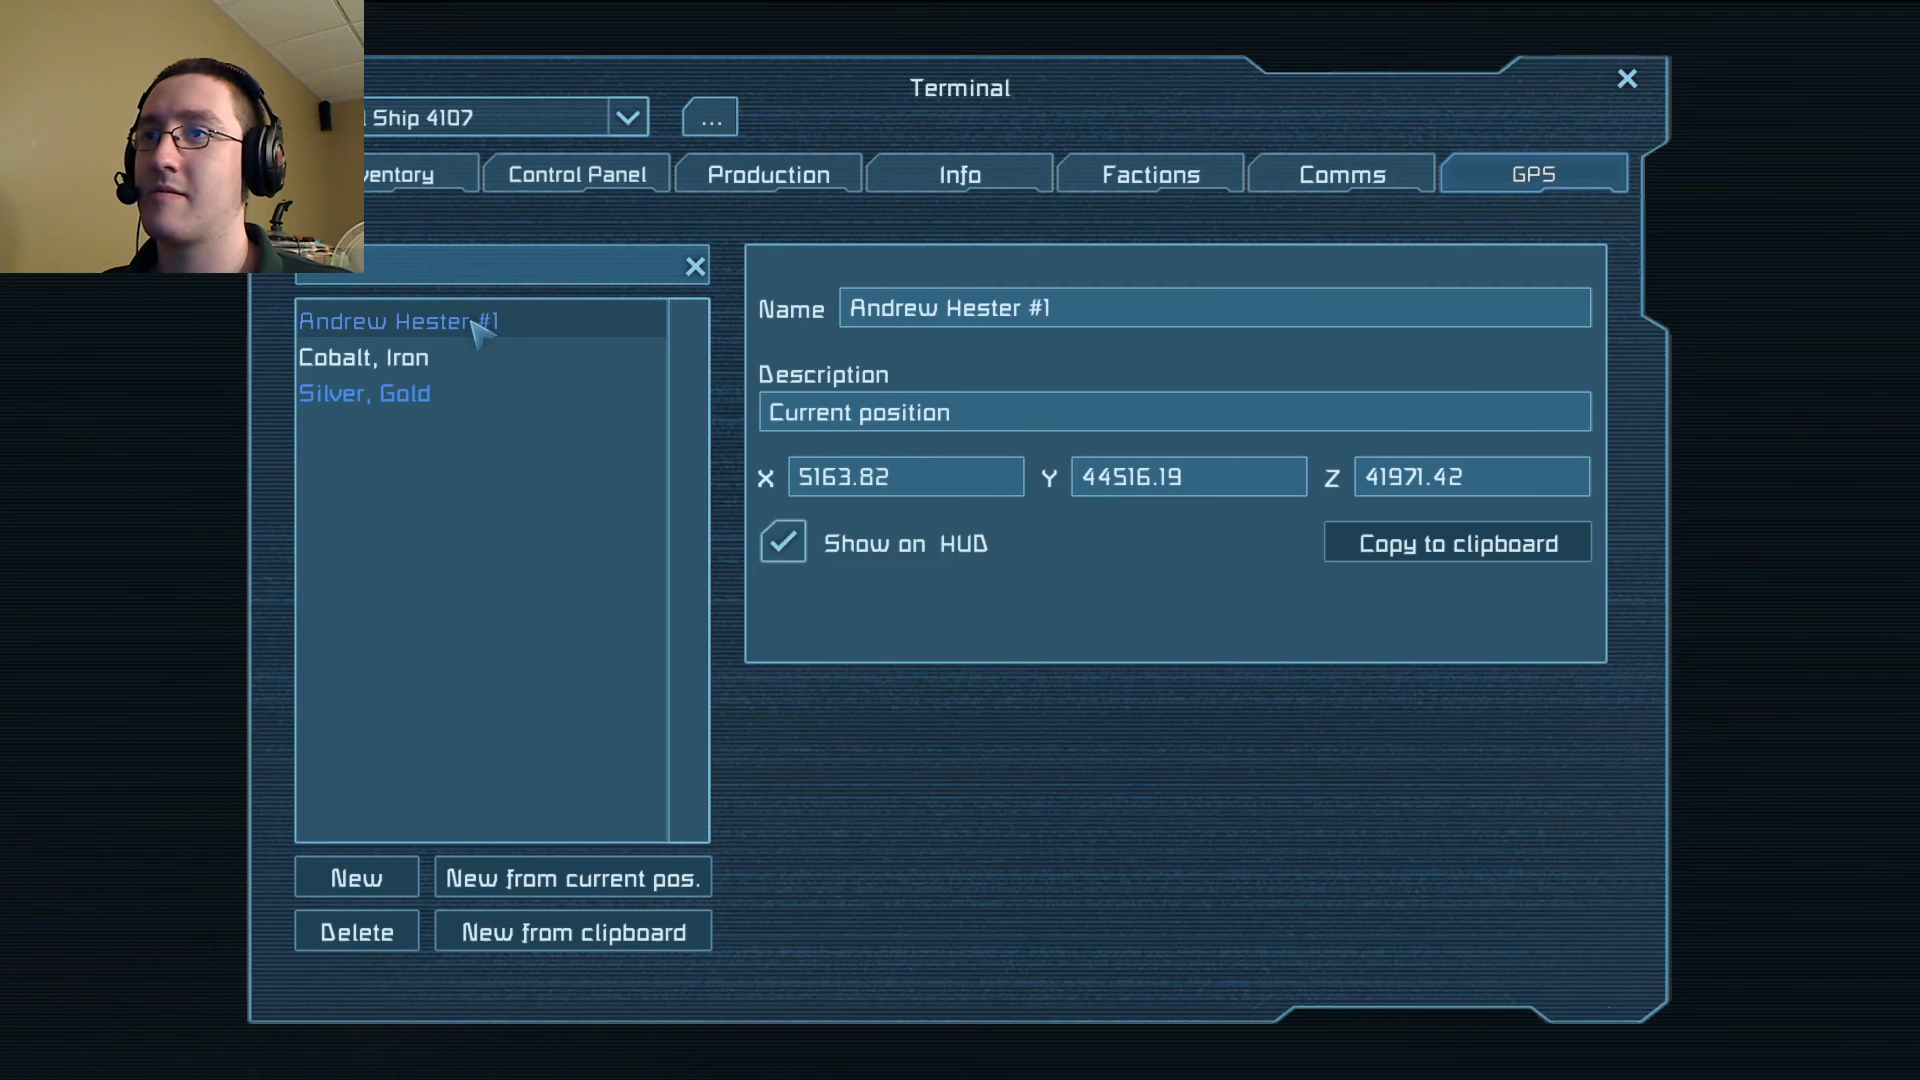 Terminal
Ship 4107
...
ventory
Control Panel
Production
Info
Factions
Comms
GPS
Andrew Hester #1
Cobalt, Iron
Silver, Gold
Name
Andrew Hester #1
Description
Current position
X
5163.82
Y
44516.19
Z
41971.42
Show on HUD
Copy to clipboard
New
New from current pos.
Delete
New from clipboard